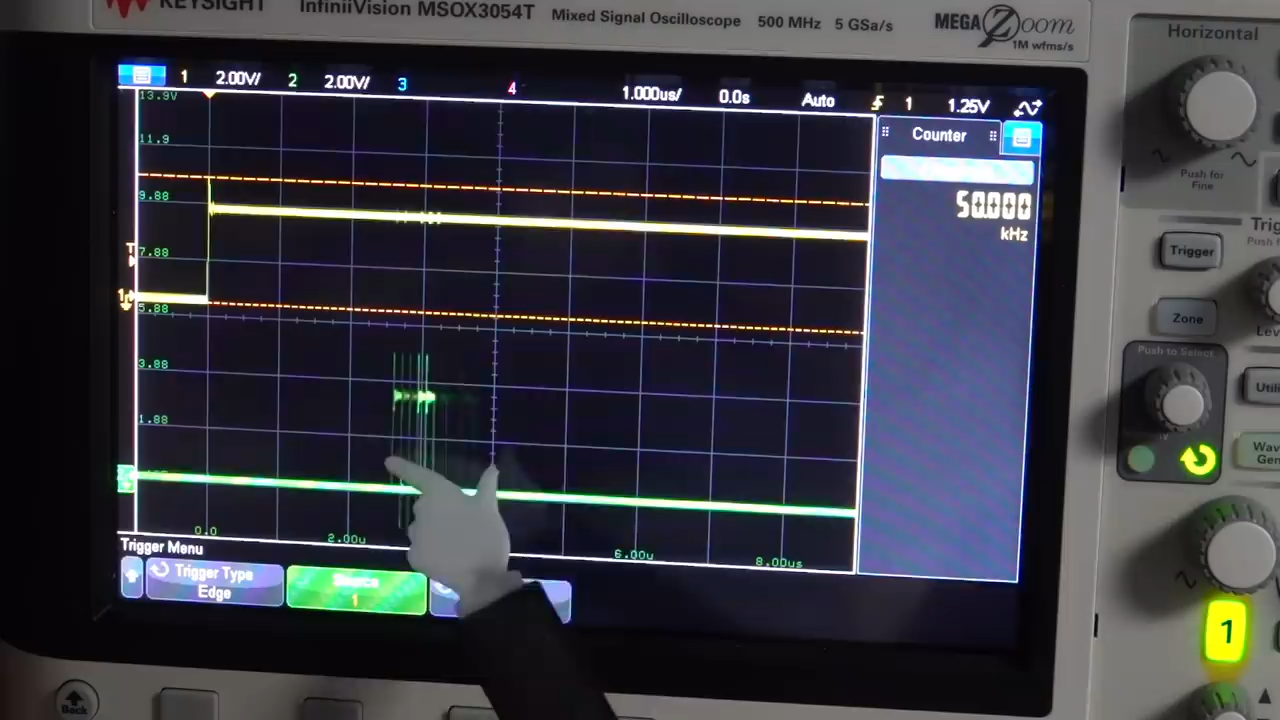 KEYSIGHT InfiniiVision MSOX3054T Mixed Signal Oscilloscope 500 MHz 5 GSa/s MEGA Zoom
1M wfms/s
Horizontal
Push for
Fine
1 2.00V/ 2 2.00V/ 3 4 1.000us/ 0.0s Auto 1 1.25V
13.9V
11.9
9.88
7.88
5.88
3.88
1.88
0.0 2.00u 6.00u 8.00us
Counter
50.000
kHz
Trigger
Zone
Push to Select
Trigger Menu
Trigger Type
Edge
Source
1
1
Back